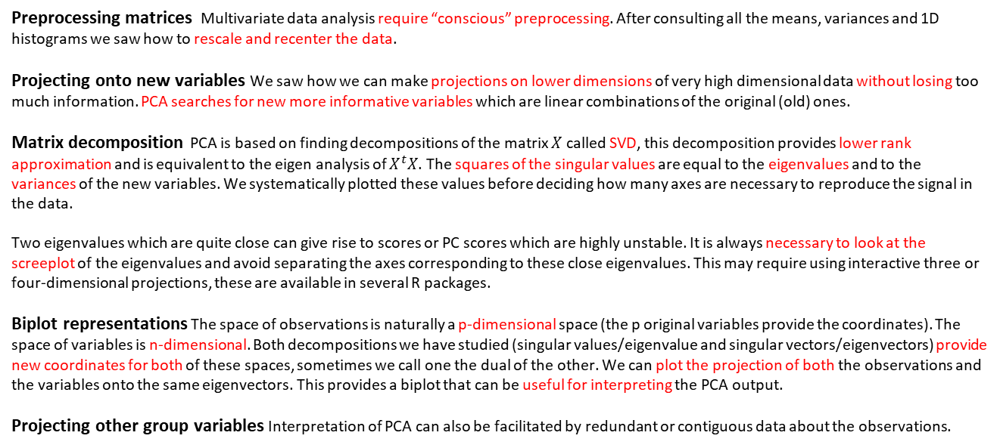 Preprocessing matrices Multivariate data analysis require “conscious” preprocessing. After consulting all the means, variances and 1D
histograms we saw how to rescale and recenter the data.
Projecting onto new variables We saw how we can make projections on lower dimensions of very high dimensional data without losing too
much information. PCA searches for new more informative variables which are linear combinations of the original (old) ones.
Matrix decomposition PCA is based on finding decompositions of the matrix X called SVD, this decomposition provides lower rank
approximation and is equivalent to the eigen analysis of XᵗX. The squares of the singular values are equal to the eigenvalues and to the
variances of the new variables. We systematically plotted these values before deciding how many axes are necessary to reproduce the signal in
the data.
Two eigenvalues which are quite close can give rise to scores or PC scores which are highly unstable. It is always necessary to look at the
screeplot of the eigenvalues and avoid separating the axes corresponding to these close eigenvalues. This may require using interactive three or
four-dimensional projections, these are available in several R packages.
Biplot representations The space of observations is naturally a p-dimensional space (the p original variables provide the coordinates). The
space of variables is n-dimensional. Both decompositions we have studied (singular values/eigenvalue and singular vectors/eigenvectors) provide
new coordinates for both of these spaces, sometimes we call one the dual of the other. We can plot the projection of both the observations and
the variables onto the same eigenvectors. This provides a biplot that can be useful for interpreting the PCA output.
Projecting other group variables Interpretation of PCA can also be facilitated by redundant or contiguous data about the observations.